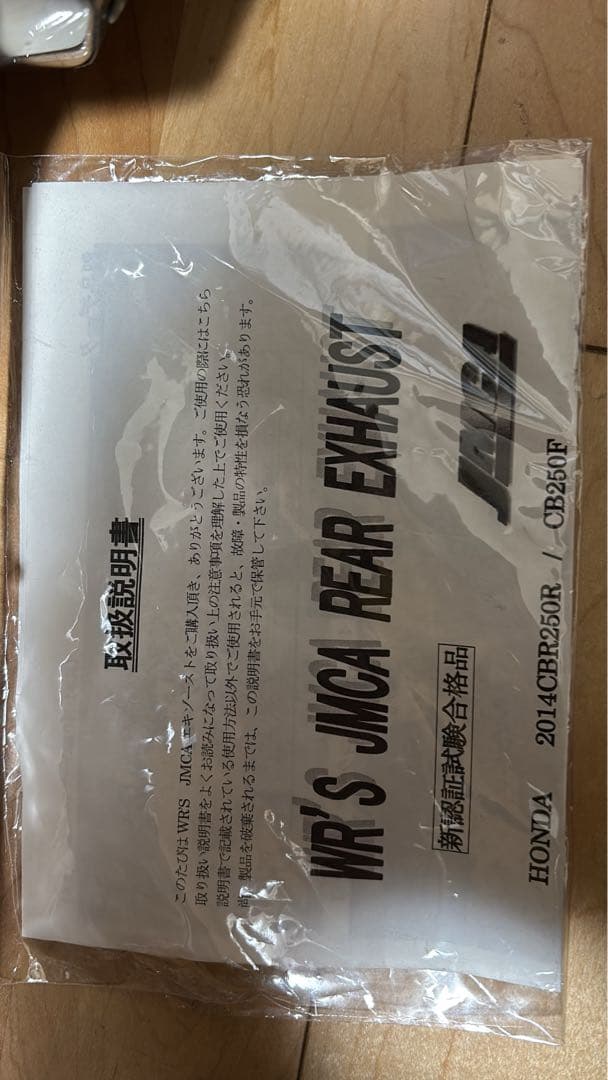 取扱説明書
このたびはWR'S JMCAエキゾーストをご購入頂き、ありがとうございます。ご使用の際にはこちら
取り扱い説明書をよくお読みになって取り扱い上の注意事項を理解した上でご使用ください。
説明書で記載されている使用方法以外でご使用されると、故障・製品の特性を損なう恐れがあります。
尚、製品を破棄されるまでは、この説明書をお手元で保管して下さい。
WR'S JMCA REAR EXHAUST
新認証試験合格品
JMCA
HONDA 2014CBR250R / CB250F